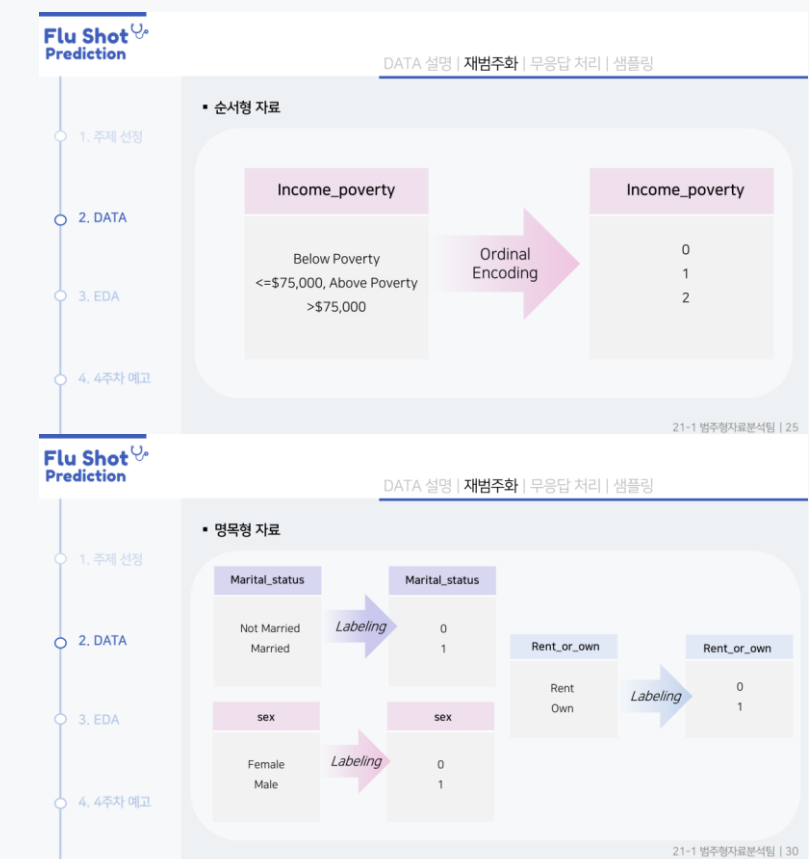 Flu Shot
Prediction
DATA 설명 | 재범주화 | 무응답 처리 | 샘플링
▪ 순서형 자료
1. 주제 선정
2. DATA
3. EDA
4. 4주차 예고
Income_poverty
Below Poverty
<=$75,000, Above Poverty
>$75,000
Ordinal
Encoding
Income_poverty
0
1
2
21-1 범주형자료분석팀 | 25
Flu Shot
Prediction
DATA 설명 | 재범주화 | 무응답 처리 | 샘플링
▪ 명목형 자료
1. 주제 선정
2. DATA
3. EDA
4. 4주차 예고
Marital_status
Not Married
Married
Labeling
Marital_status
0
1
sex
Female
Male
Labeling
sex
0
1
Rent_or_own
Rent
Own
Labeling
Rent_or_own
0
1
21-1 범주형자료분석팀 | 30